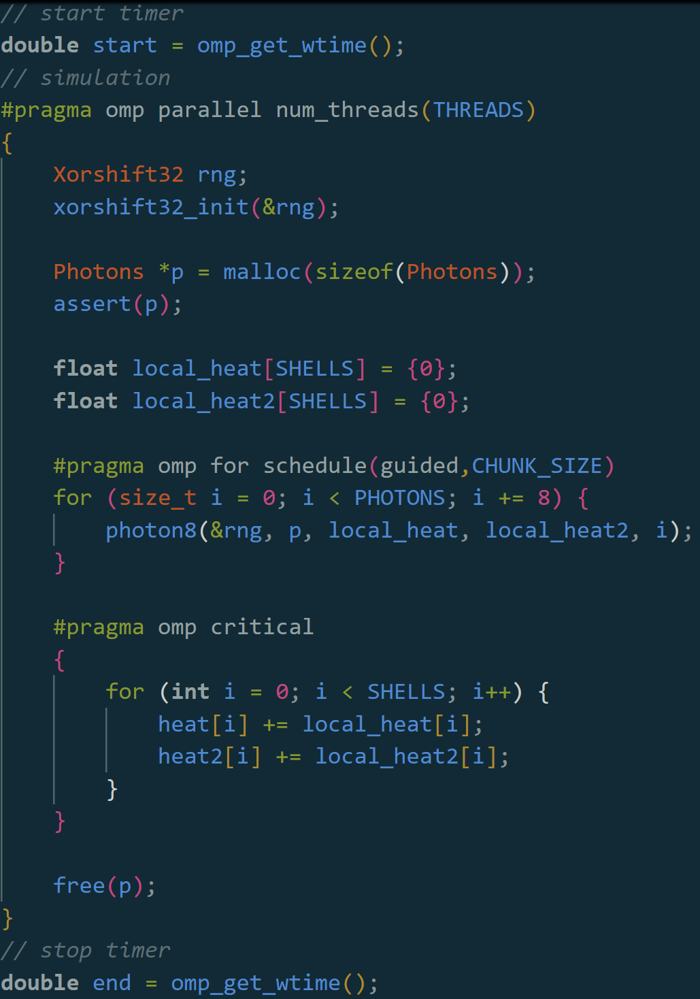 // start timer
double start = omp_get_wtime();
// simulation
#pragma omp parallel num_threads(THREADS)
{
    Xorshift32 rng;
    xorshift32_init(&rng);

    Photons *p = malloc(sizeof(Photons));
    assert(p);

    float local_heat[SHELLS] = {0};
    float local_heat2[SHELLS] = {0};

    #pragma omp for schedule(guided,CHUNK_SIZE)
    for (size_t i = 0; i < PHOTONS; i += 8) {
        photon8(&rng, p, local_heat, local_heat2, i);
    }

    #pragma omp critical
    {
        for (int i = 0; i < SHELLS; i++) {
            heat[i] += local_heat[i];
            heat2[i] += local_heat2[i];
        }
    }

    free(p);
}
// stop timer
double end = omp_get_wtime();